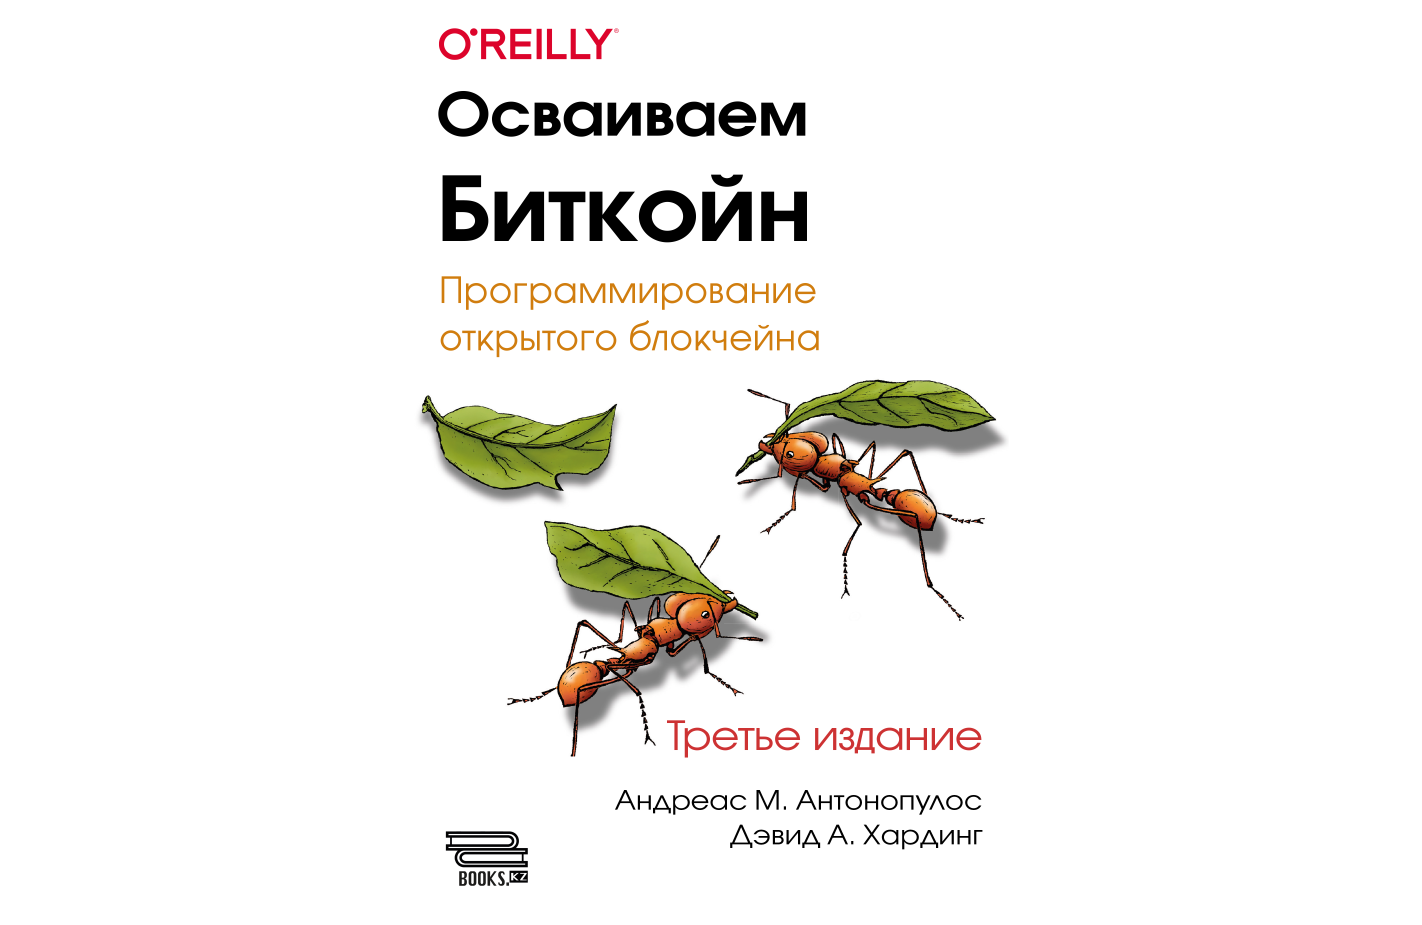 O'REILLY®
Осваиваем
Биткойн
Программирование
открытого блокчейна
Третье издание
Андреас М. Антонопулос
Дэвид А. Хардинг
BOOKS.KZ